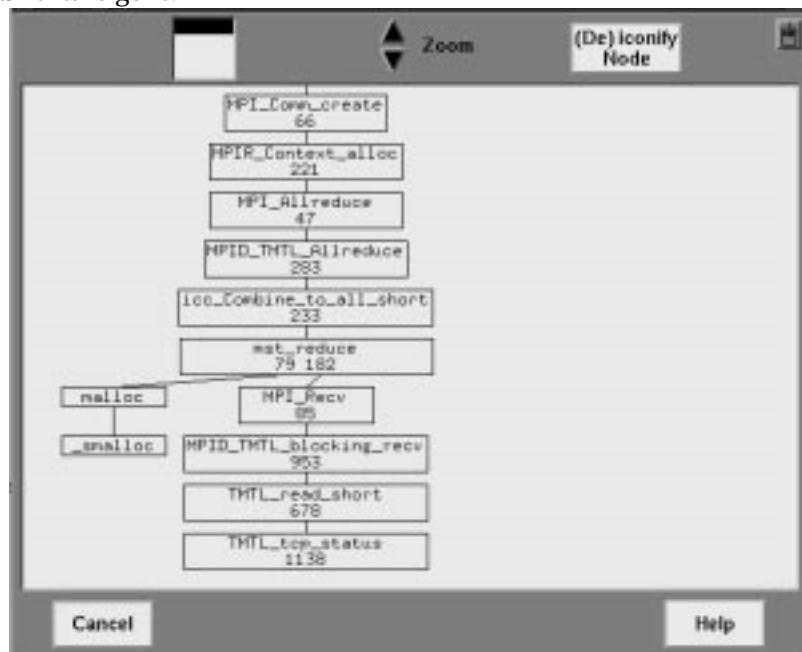 Zoom
(De) iconify
Node
MPI_Comm_create
66
MPIR_Context_alloc
221
MPI_Allreduce
47
MPID_TMTL_Allreduce
283
icc_Combine_to_all_short
233
mst_reduce
79 182
malloc
MPI_Recv
85
_smalloc
MPID_TMTL_blocking_recv
953
TMTL_read_short
678
TMTL_tcp_status
1138
Cancel
Help